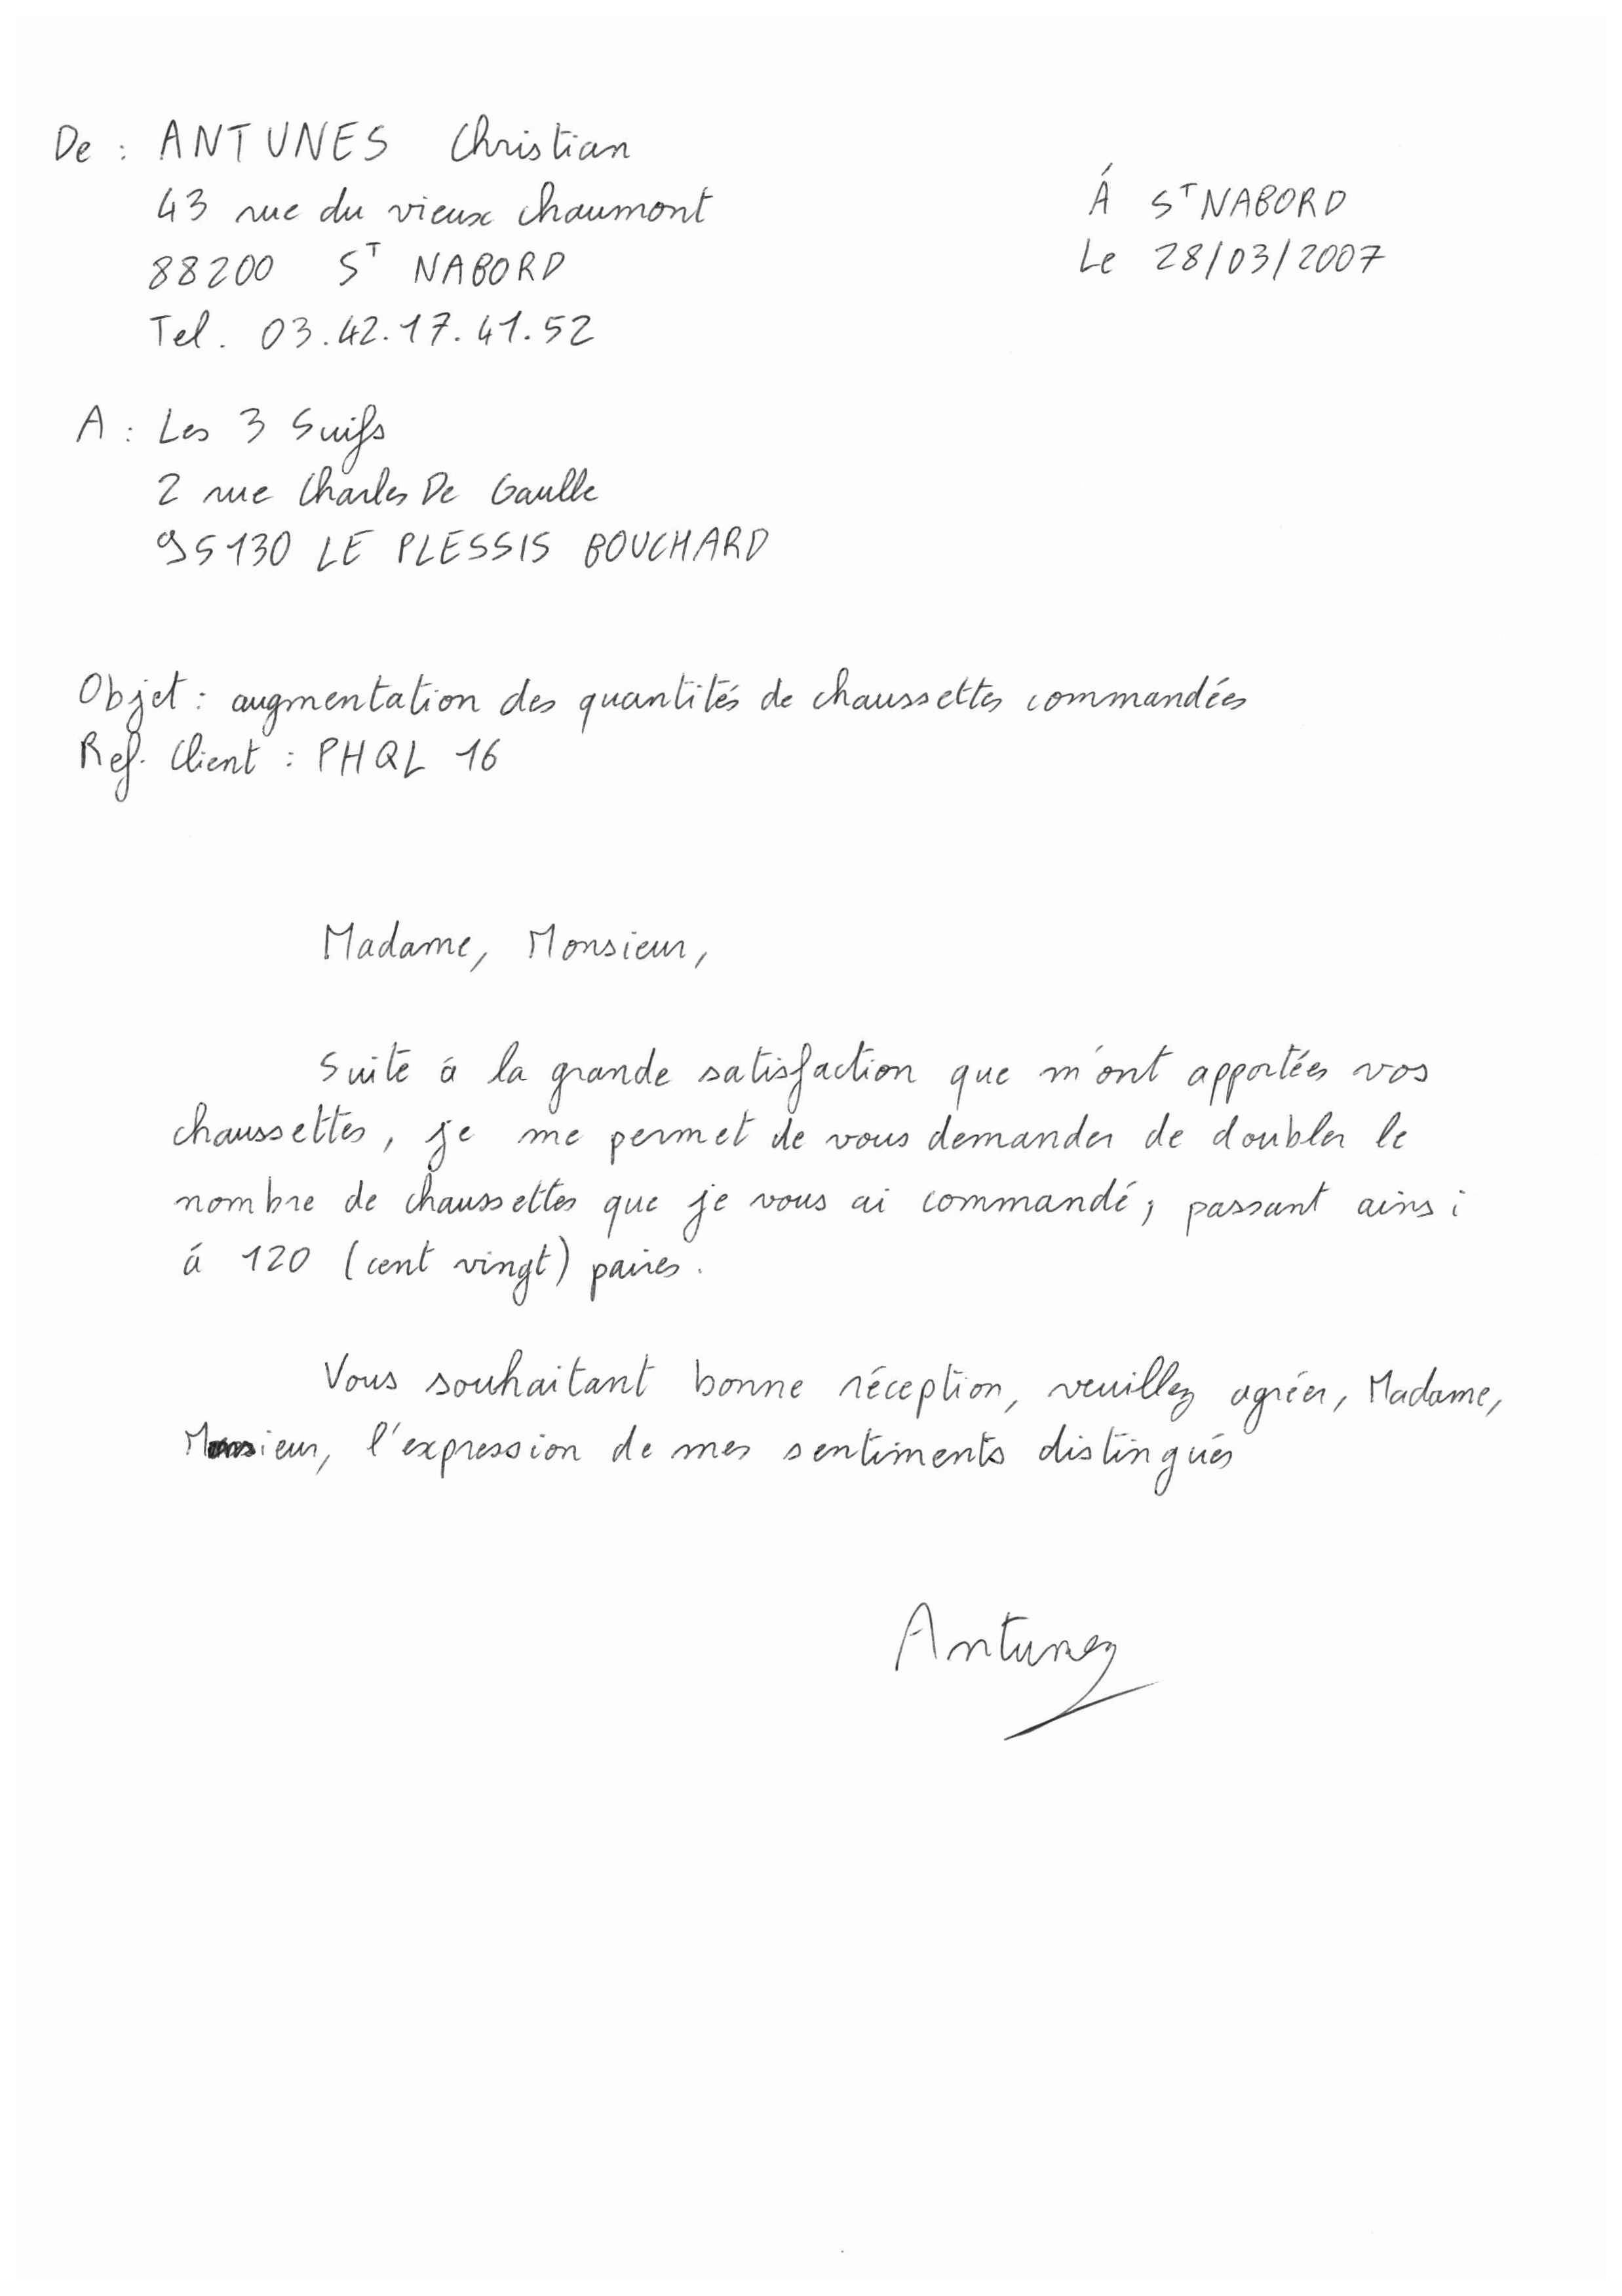 De : ANTUNES Christian
43 rue du vieux chaumont
88200 ST NABORD
Tel. 03.42.17.41.52
Á ST NABORD
Le 28/03/2007
A : Les 3 Suifs
2 rue Charles De Gaulle
95130 LE PLESSIS BOUCHARD
Objet : augmentation des quantités de chaussettes commandées
Ref. Client : PHQL 16
Madame, Monsieur,
Suite à la grande satisfaction que m'ont apportées vos
chaussettes, je me permet de vous demander de doubler le
nombre de chaussettes que je vous ai commandé, passant ainsi
à 120 (cent vingt) paires.
Vous souhaitant bonne réception, veuillez agréer, Madame,
Monsieur, l'expression de mes sentiments distingués
Antunez